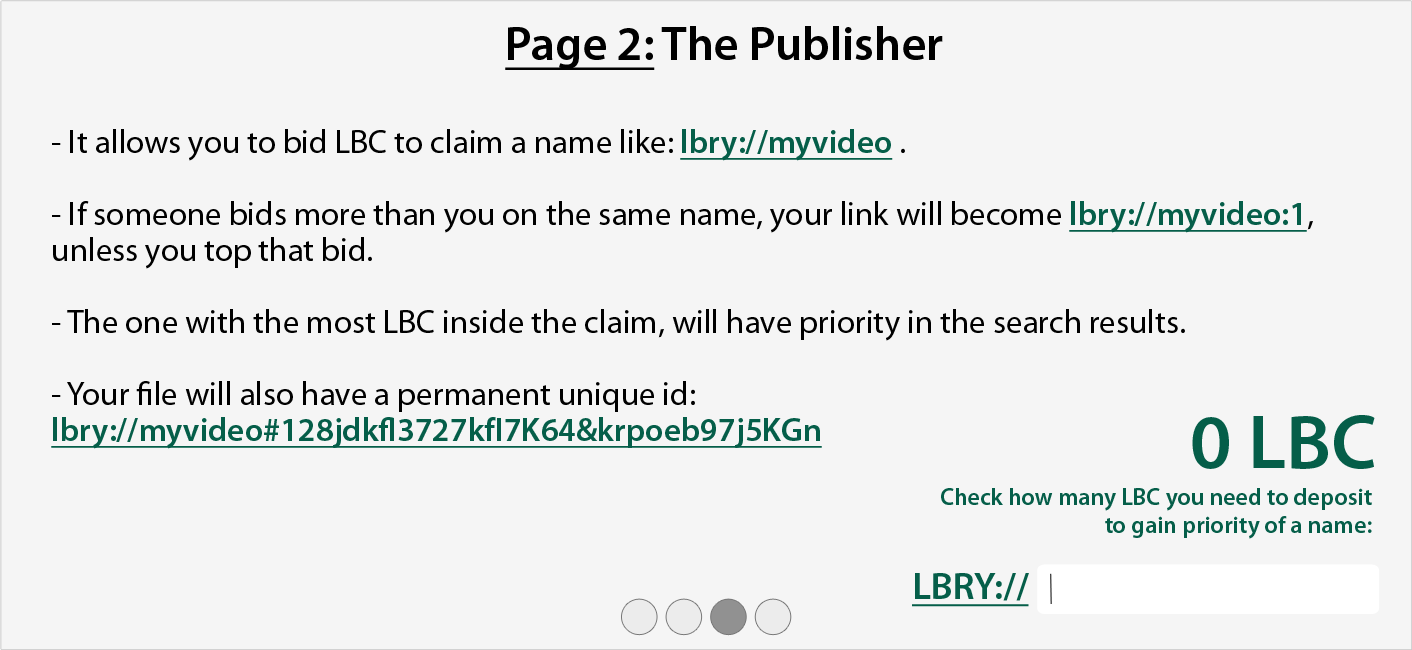 Page 2: The Publisher
- It allows you to bid LBC to claim a name like: lbry://myvideo .
- If someone bids more than you on the same name, your link will become lbry://myvideo:1,
unless you top that bid.
- The one with the most LBC inside the claim, will have priority in the search results.
- Your file will also have a permanent unique id:
lbry://myvideo#128jdkfl3727kfl7K64&krpoeb97j5KGn
0 LBC
Check how many LBC you need to deposit
to gain priority of a name:
LBRY://